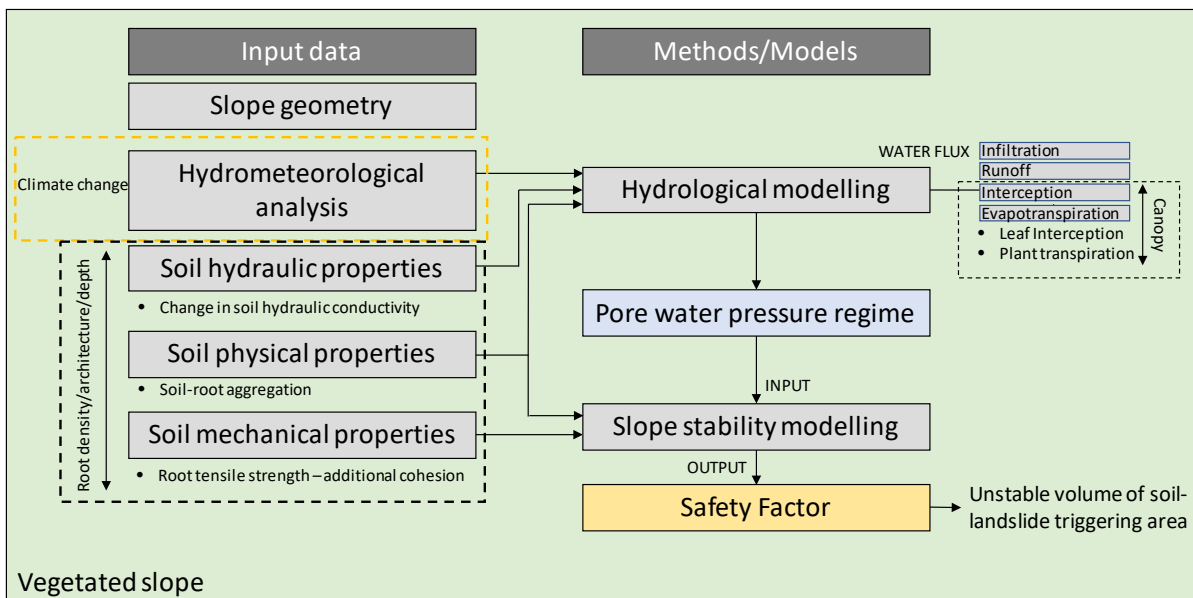 Input data
Methods/Models
Slope geometry
Climate change
Hydrometeorological
analysis
Hydrological modelling
WATER FLUX
Infiltration
Runoff
Interception
Evapotranspiration
• Leaf Interception
• Plant transpiration
Canopy
Root density/architecture/depth
Soil hydraulic properties
• Change in soil hydraulic conductivity
Pore water pressure regime
Soil physical properties
• Soil-root aggregation
INPUT
Soil mechanical properties
• Root tensile strength – additional cohesion
Slope stability modelling
OUTPUT
Safety Factor
Unstable volume of soil-
landslide triggering area
Vegetated slope